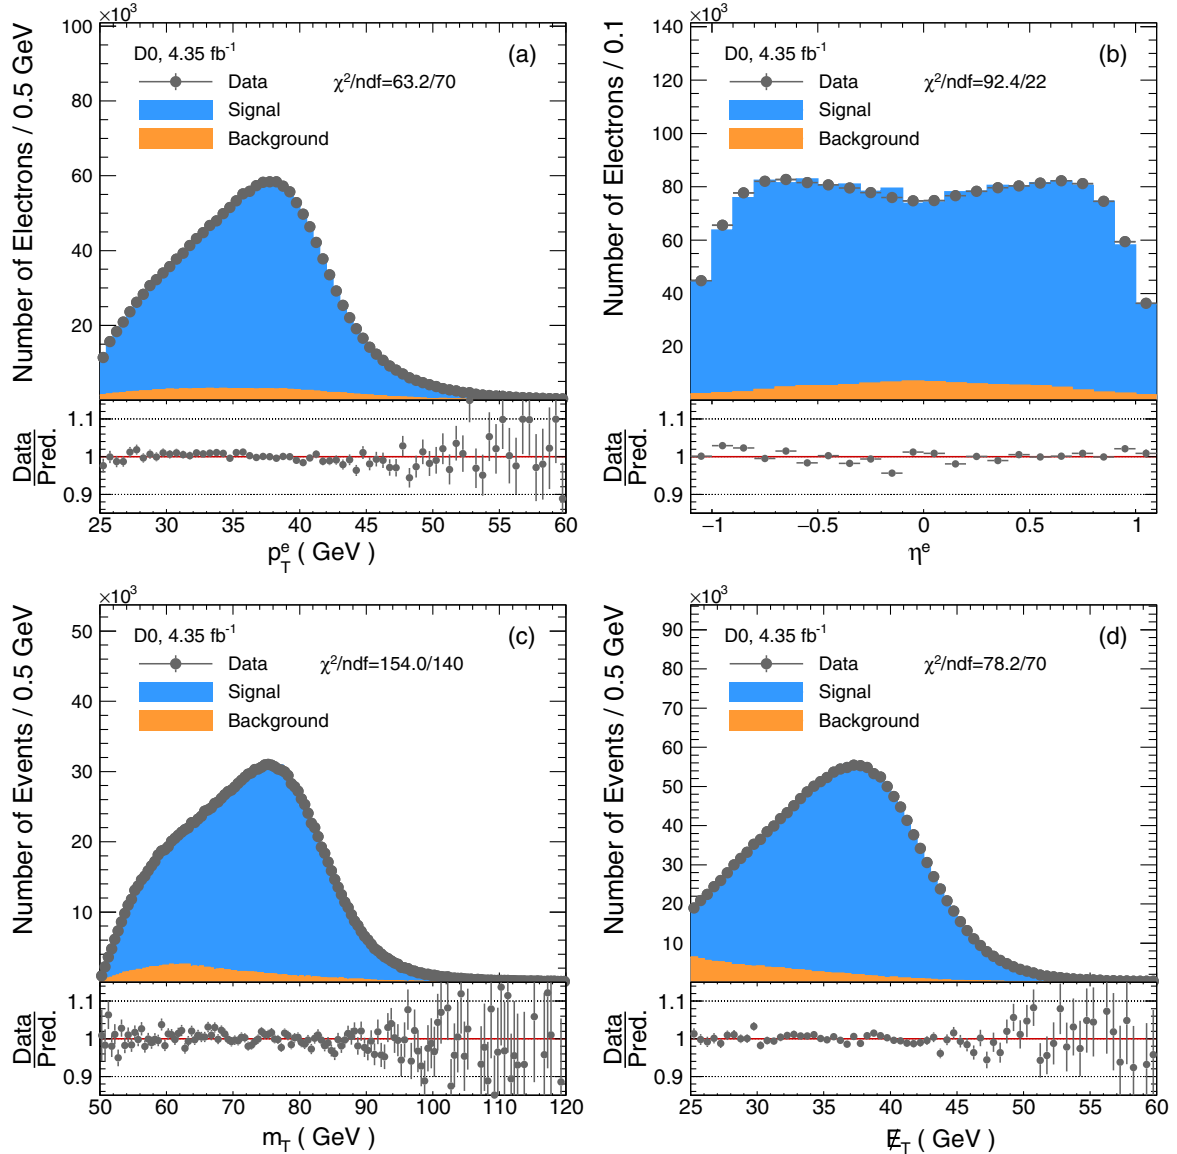 ×10³
Number of Electrons / 0.5 GeV
100
80
60
40
20
D0, 4.35 fb⁻¹
(a)
Data
χ²/ndf=63.2/70
Signal
Background
Data
Pred.
1.1
1
0.9
25 30 35 40 45 50 55 60
p_T^e ( GeV )
×10³
Number of Electrons / 0.1
140
120
100
80
60
40
20
D0, 4.35 fb⁻¹
(b)
Data
χ²/ndf=92.4/22
Signal
Background
Data
Pred.
1.1
1
0.9
−1 −0.5 0 0.5 1
η^e
×10³
Number of Events / 0.5 GeV
50
40
30
20
10
D0, 4.35 fb⁻¹
(c)
Data
χ²/ndf=154.0/140
Signal
Background
Data
Pred.
1.1
1
0.9
50 60 70 80 90 100 110 120
m_T ( GeV )
×10³
Number of Events / 0.5 GeV
90
80
70
60
50
40
30
20
10
D0, 4.35 fb⁻¹
(d)
Data
χ²/ndf=78.2/70
Signal
Background
Data
Pred.
1.1
1
0.9
25 30 35 40 45 50 55 60
E̸_T ( GeV )